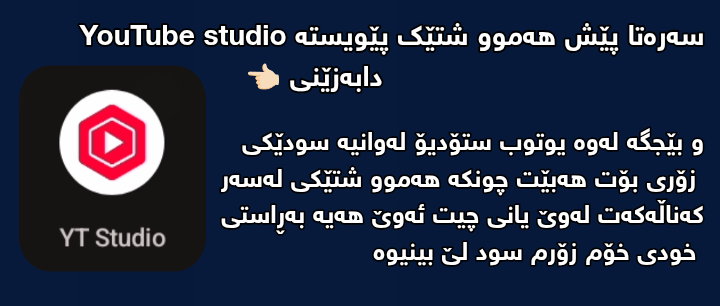 سەرەتا پێش هەموو شتێک پێویستە YouTube studio
دابەزێنی 👈🏻
و بێجگە لەوە یوتوب ستۆدیۆ لەوانیە سودێکی
زۆری بۆت هەبێت چونکە هەموو شتێکی لەسەر
کەناڵەکەت لەوێ یانی چیت ئەوێ هەیە بەڕاستی
خودی خۆم زۆرم سود لێ بینیوە
YT Studio